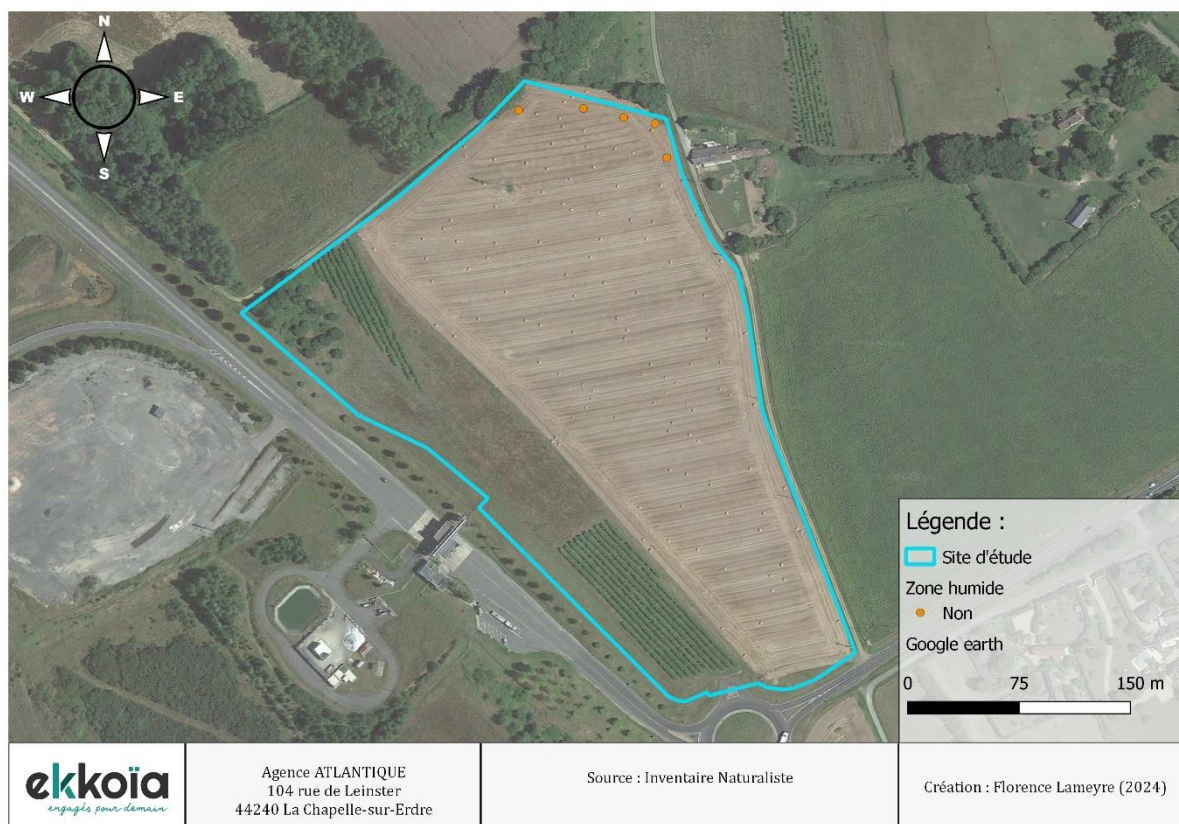 N
W
E
S
Légende :
Site d'étude
Zone humide
Non
Google earth
0 75 150 m
ekkoïa
engagés pour demain
Agence ATLANTIQUE
104 rue de Leinster
44240 La Chapelle-sur-Erdre
Source : Inventaire Naturaliste
Création : Florence Lameyre (2024)